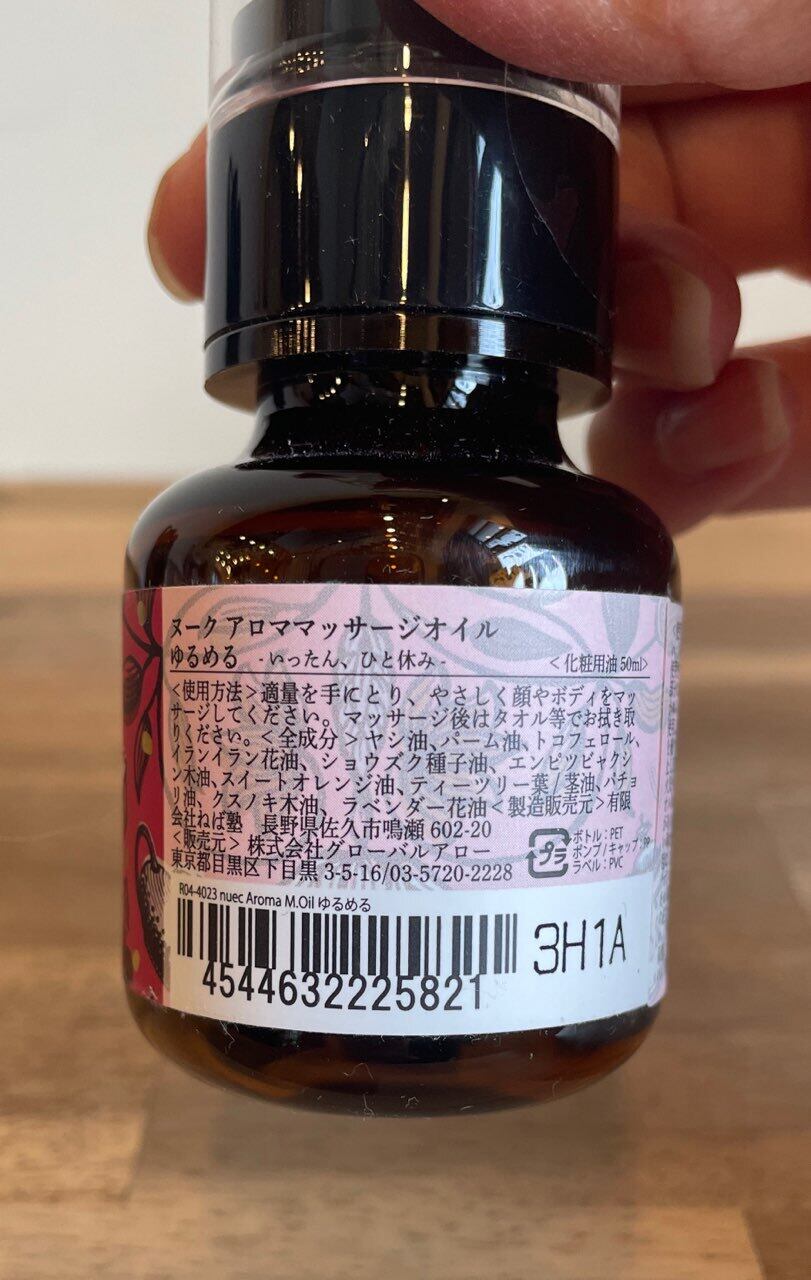 ヌーク アロママッサージオイル
ゆるめる -いったん、ひと休み- <化粧用油 50ml>
<使用方法>適量を手にとり、やさしく顔やボディをマッ
サージしてください。マッサージ後はタオル等でお拭き取
りください。<全成分>ヤシ油、パーム油、トコフェロール、
イランイラン花油、ショウズク種子油、エンピツビャクシ
ン木油、スイートオレンジ油、ティーツリー葉/茎油、パチョ
リ油、クスノキ木油、ラベンダー花油<製造販売元>有限
会社ねば塾 長野県佐久市鳴瀬 602-20
<販売元>株式会社グローバルアロー
東京都目黒区下目黒 3-5-16/03-5720-2228
プラ
ボトル:PET
ポンプ/キャップ:PP
ラベル:PVC
R04-4023 nuec Aroma M.Oil ゆるめる
3H1A
4544632225821